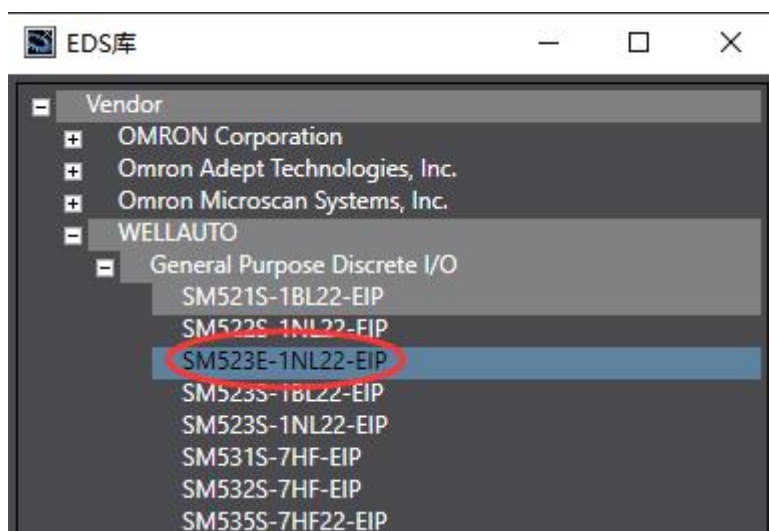 EDS库
Vendor
OMRON Corporation
Omron Adept Technologies, Inc.
Omron Microscan Systems, Inc.
WELLAUTO
General Purpose Discrete I/O
SM521S-1BL22-EIP
SM522S-1NL22-EIP
SM523E-1NL22-EIP
SM523S-1BL22-EIP
SM523S-1NL22-EIP
SM531S-7HF-EIP
SM532S-7HF-EIP
SM535S-7HF22-EIP